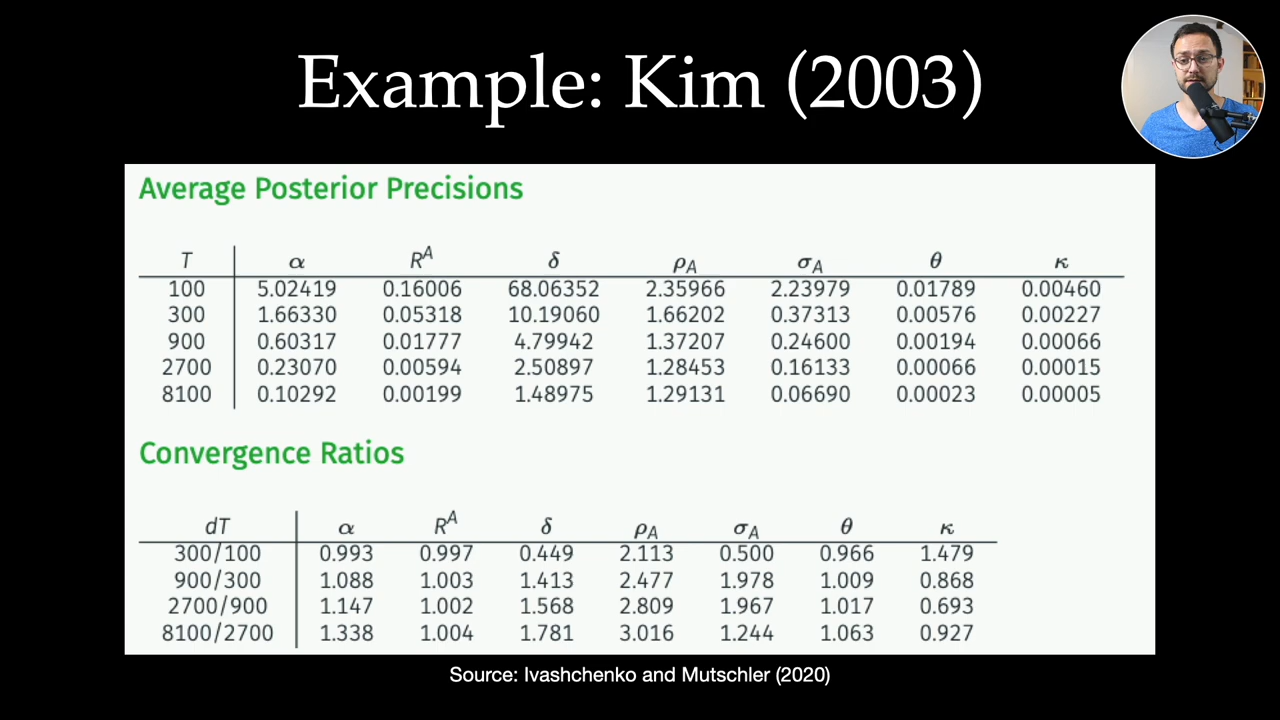 Example: Kim (2003)
Average Posterior Precisions
T α R^A δ ρ_A σ_A θ κ
100 5.02419 0.16006 68.06352 2.35966 2.23979 0.01789 0.00460
300 1.66330 0.05318 10.19060 1.66202 0.37313 0.00576 0.00227
900 0.60317 0.01777 4.79942 1.37207 0.24600 0.00194 0.00066
2700 0.23070 0.00594 2.50897 1.28453 0.16133 0.00066 0.00015
8100 0.10292 0.00199 1.48975 1.29131 0.06690 0.00023 0.00005
Convergence Ratios
dT α R^A δ ρ_A σ_A θ κ
300/100 0.993 0.997 0.449 2.113 0.500 0.966 1.479
900/300 1.088 1.003 1.413 2.477 1.978 1.009 0.868
2700/900 1.147 1.002 1.568 2.809 1.967 1.017 0.693
8100/2700 1.338 1.004 1.781 3.016 1.244 1.063 0.927
Source: Ivashchenko and Mutschler (2020)